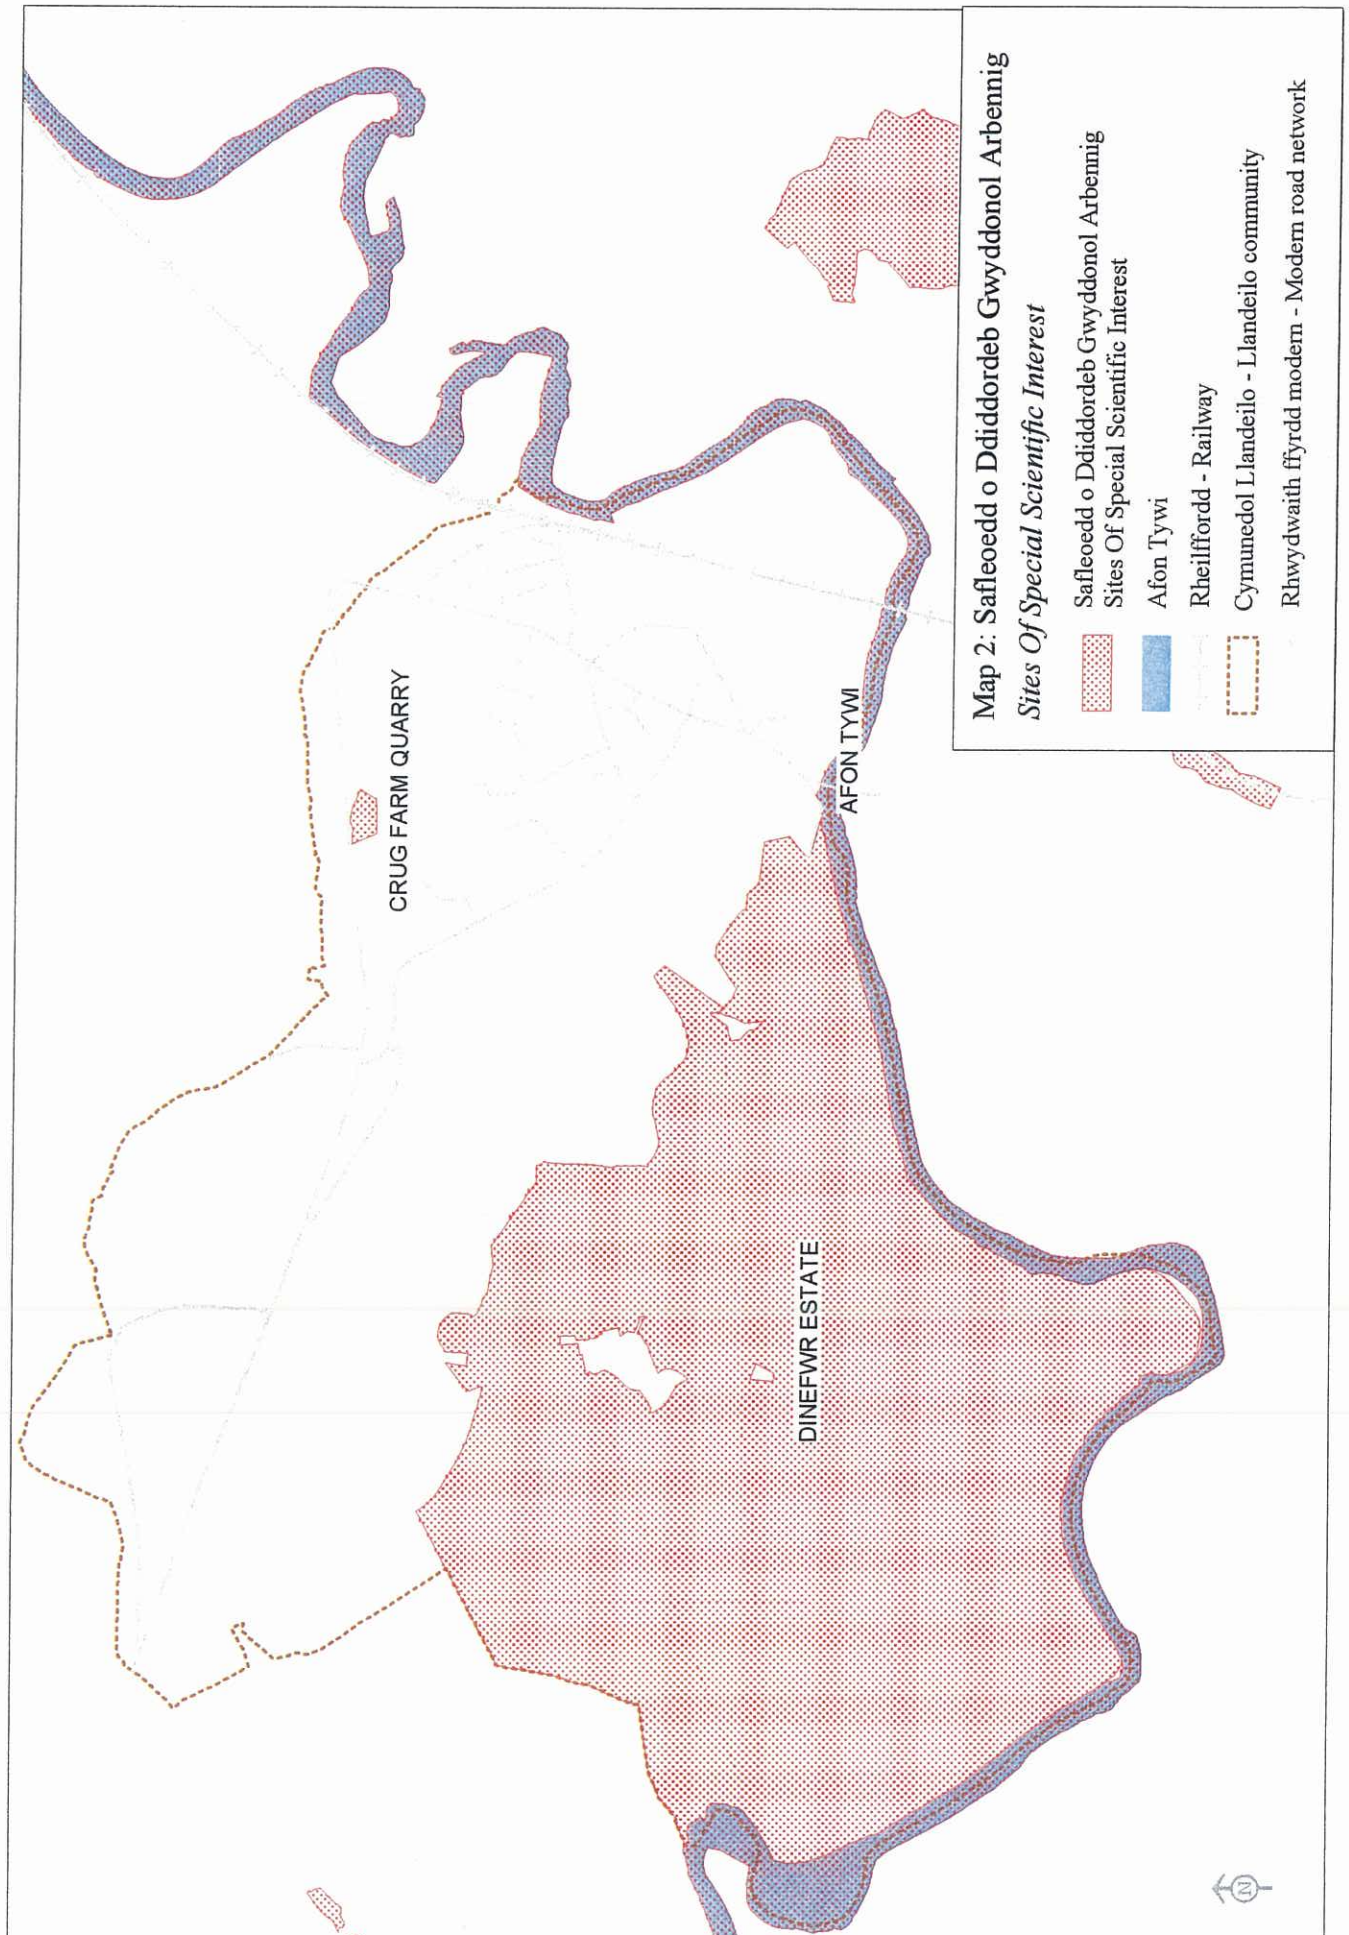 Map 2: Safleoedd o Ddiddordeb Gwyddonol Arbennig
Sites Of Special Scientific Interest
Safleoedd o Ddiddordeb Gwyddonol Arbennig
Sites Of Special Scientific Interest
Afon Tywi
Rheilffordd - Railway
Cymunedol Llandeilo - Llandeilo community
Rhwydwaith ffyrdd modern - Modern road network
CRUG FARM QUARRY
AFON TYWI
DINEFWR ESTATE
N